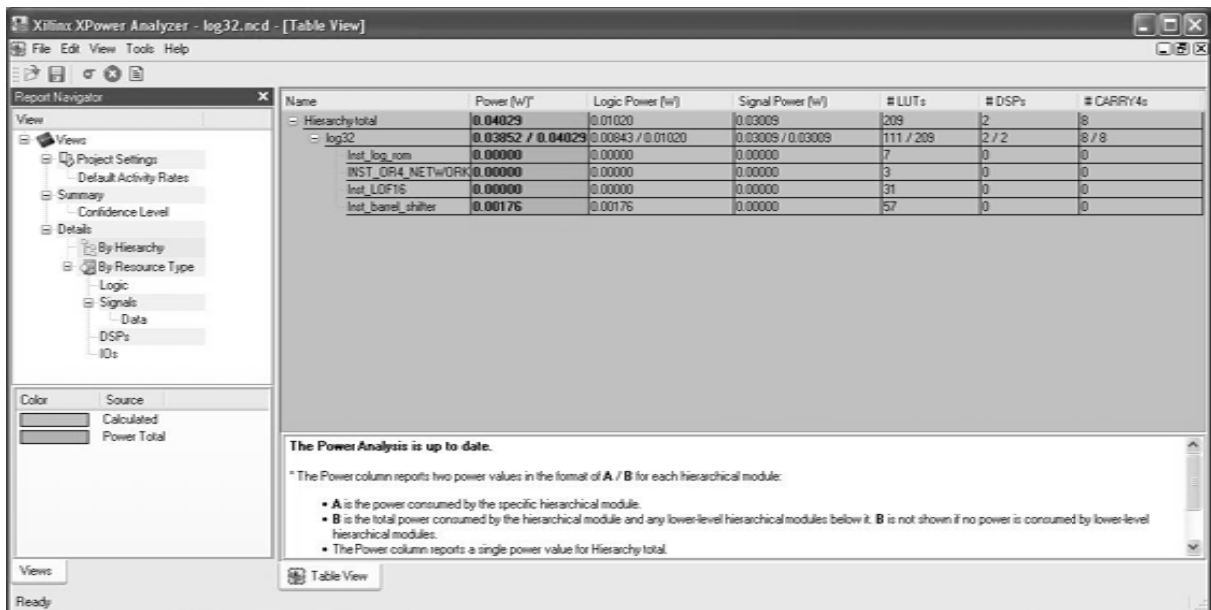 Xilinx XPower Analyzer - log32.ncd - [Table View]
File Edit View Tools Help
Report Navigator
View
Views
Project Settings
Default Activity Rates
Summary
Confidence Level
Details
By Hierarchy
By Resource Type
Logic
Signals
Data
DSPs
IOs
Color Source
Calculated
Power Total
Views
Name Power (W)* Logic Power (W) Signal Power (W) # LUTs # DSPs # CARRY4s
Hierarchy total 0.04029 0.01020 0.03009 209 2 8
log32 0.03852 / 0.04029 0.00843 / 0.01020 0.03009 / 0.03009 111 / 209 2 / 2 8 / 8
Inst_log_rom 0.00000 0.00000 0.00000 7 0 0
INST_OR4_NETWORK 0.00000 0.00000 0.00000 3 0 0
Inst_LOF16 0.00000 0.00000 0.00000 31 0 0
Inst_barrel_shifter 0.00176 0.00176 0.00000 57 0 0
The Power Analysis is up to date.
* The Power column reports two power values in the format of A / B for each hierarchical module:
• A is the power consumed by the specific hierarchical module.
• B is the total power consumed by the hierarchical module and any lower-level hierarchical modules below it. B is not shown if no power is consumed by lower-level
hierarchical modules.
• The Power column reports a single power value for Hierarchy total.
Table View
Ready